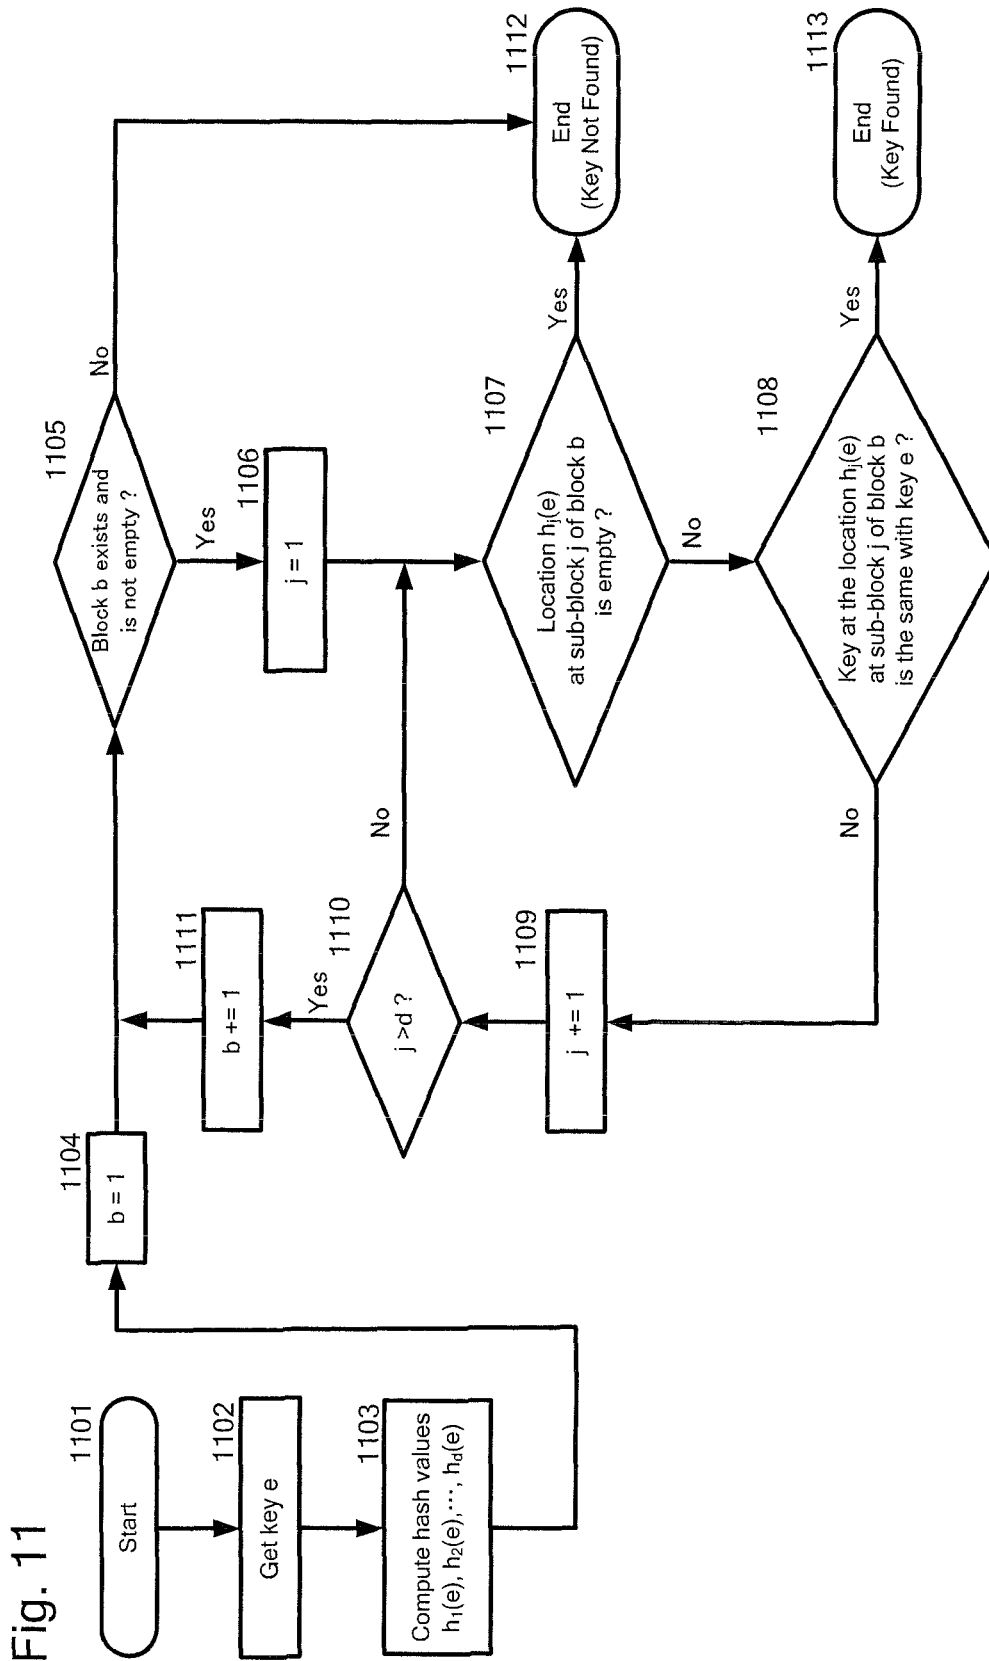 Fig. 11
1101
Start
1102
Get key e
1103
Compute hash values
h1(e), h2(e),···, hd(e)
1104
b = 1
1105
Block b exists and
is not empty ?
No
Yes
1106
j = 1
1107
Location hj(e)
at sub-block j of block b
is empty ?
Yes
No
1108
Key at the location hj(e)
at sub-block j of block b
is the same with key e ?
Yes
No
1109
j += 1
1110
j >d ?
No
Yes
1111
b += 1
1112
End
(Key Not Found)
1113
End
(Key Found)